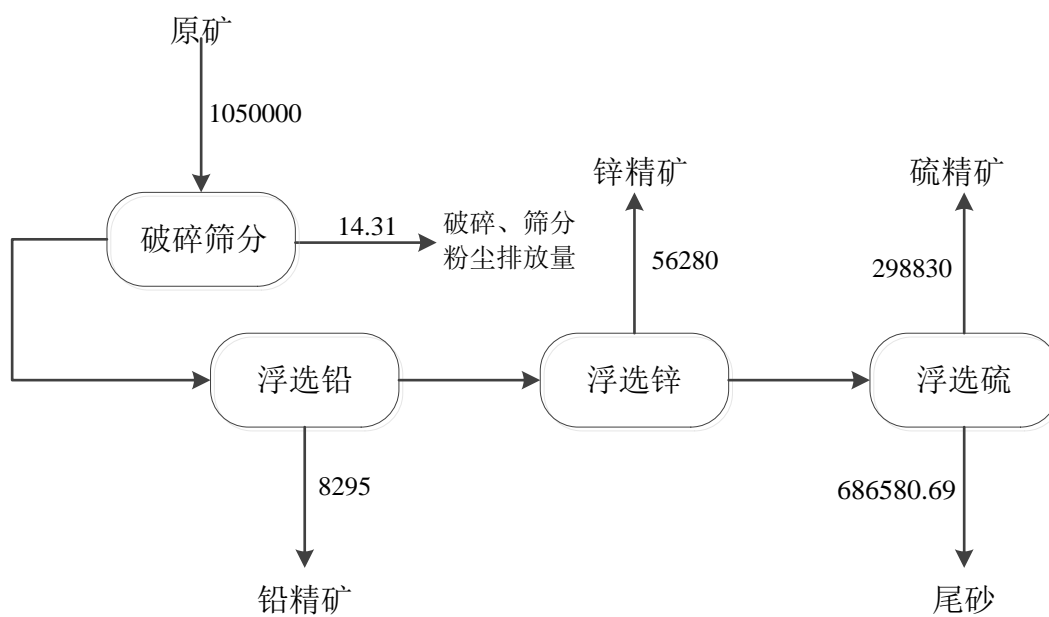 原矿
1050000
锌精矿
硫精矿
破碎筛分
14.31
破碎、筛分
粉尘排放量
56280
298830
浮选铅
浮选锌
浮选硫
8295
686580.69
铅精矿
尾砂